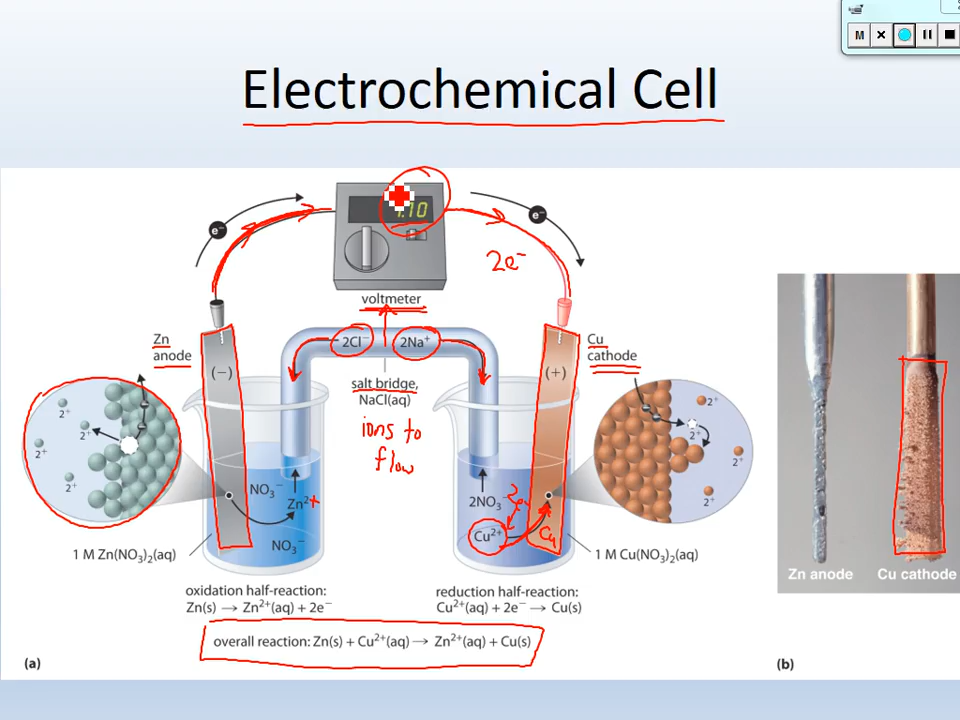 M
Electrochemical Cell
1.10
e⁻
e⁻
2e⁻
voltmeter
Zn
anode
(−)
2Cl⁻
2Na⁺
(+)
Cu
cathode
salt bridge,
NaCl(aq)
ions to
flow
2+
2+
2+
2+
NO₃⁻
Zn²⁺
NO₃⁻
2NO₃⁻
Cu²⁺
Cu
2+
2+
2+
2+
1 M Zn(NO₃)₂(aq)
1 M Cu(NO₃)₂(aq)
Zn anode
Cu cathode
oxidation half-reaction:
Zn(s) → Zn²⁺(aq) + 2e⁻
reduction half-reaction:
Cu²⁺(aq) + 2e⁻ → Cu(s)
overall reaction: Zn(s) + Cu²⁺(aq) → Zn²⁺(aq) + Cu(s)
(a)
(b)